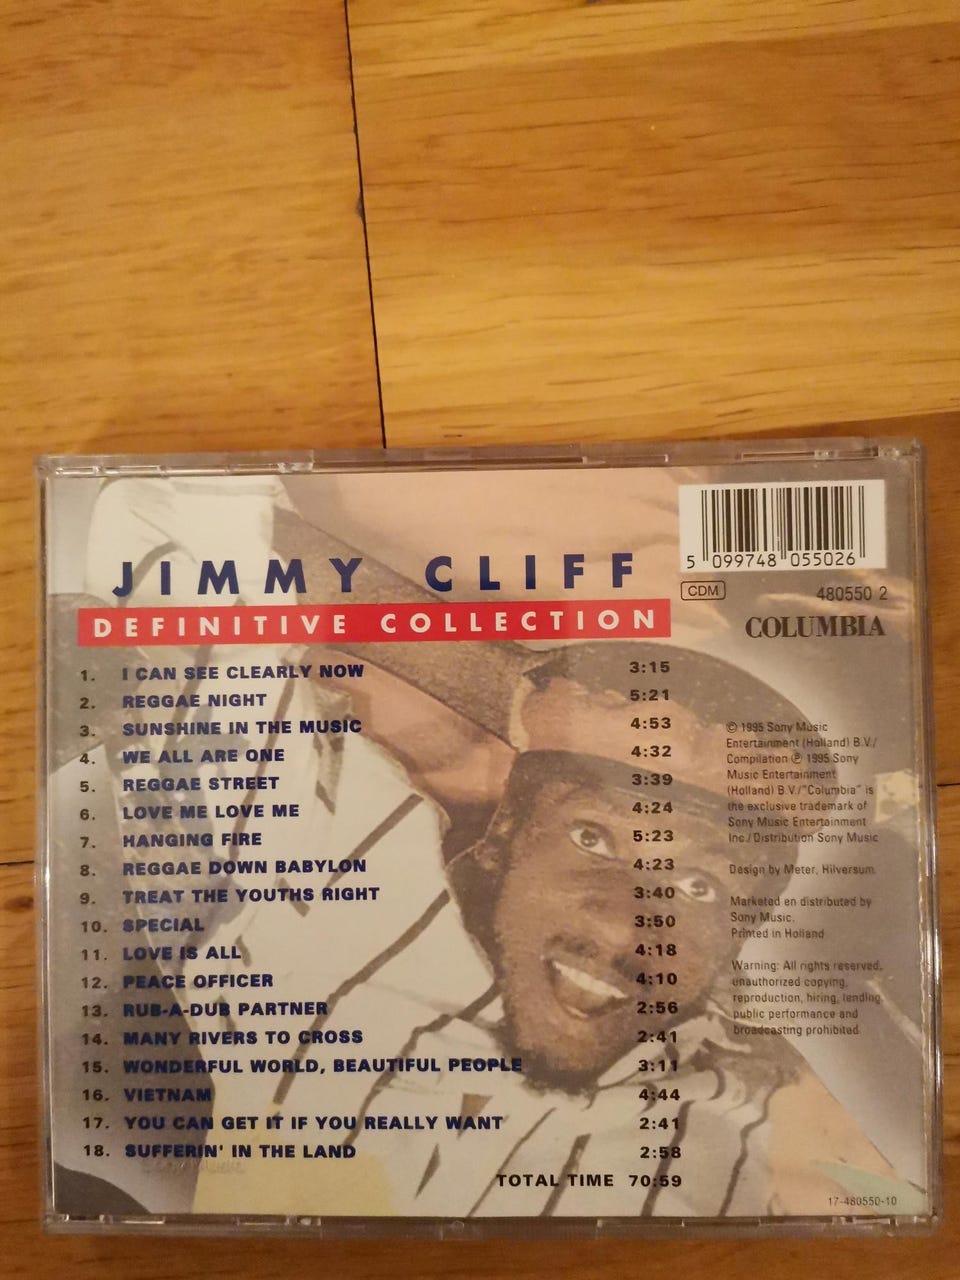 JIMMY CLIFF
DEFINITIVE COLLECTION
1. I CAN SEE CLEARLY NOW 3:15
2. REGGAE NIGHT 5:21
3. SUNSHINE IN THE MUSIC 4:53
4. WE ALL ARE ONE 4:32
5. REGGAE STREET 3:39
6. LOVE ME LOVE ME 4:24
7. HANGING FIRE 5:23
8. REGGAE DOWN BABYLON 4:23
9. TREAT THE YOUTHS RIGHT 3:40
10. SPECIAL 3:50
11. LOVE IS ALL 4:18
12. PEACE OFFICER 4:10
13. RUB-A-DUB PARTNER 2:56
14. MANY RIVERS TO CROSS 2:41
15. WONDERFUL WORLD, BEAUTIFUL PEOPLE 3:11
16. VIETNAM 4:44
17. YOU CAN GET IT IF YOU REALLY WANT 2:41
18. SUFFERIN' IN THE LAND 2:58
TOTAL TIME 70:59
5 099748 055026
CDM 480550 2
COLUMBIA
© 1995 Sony Music
Entertainment (Holland) B.V./
Compilation ℗ 1995 Sony
Music Entertainment
(Holland) B.V./"Columbia" is
the exclusive trademark of
Sony Music Entertainment
Inc./Distribution Sony Music
Design by Meter, Hilversum.
Marketed en distributed by
Sony Music.
Printed in Holland
Warning: All rights reserved,
unauthorized copying,
reproduction, hiring, lending,
public performance and
broadcasting prohibited
17-480550-10